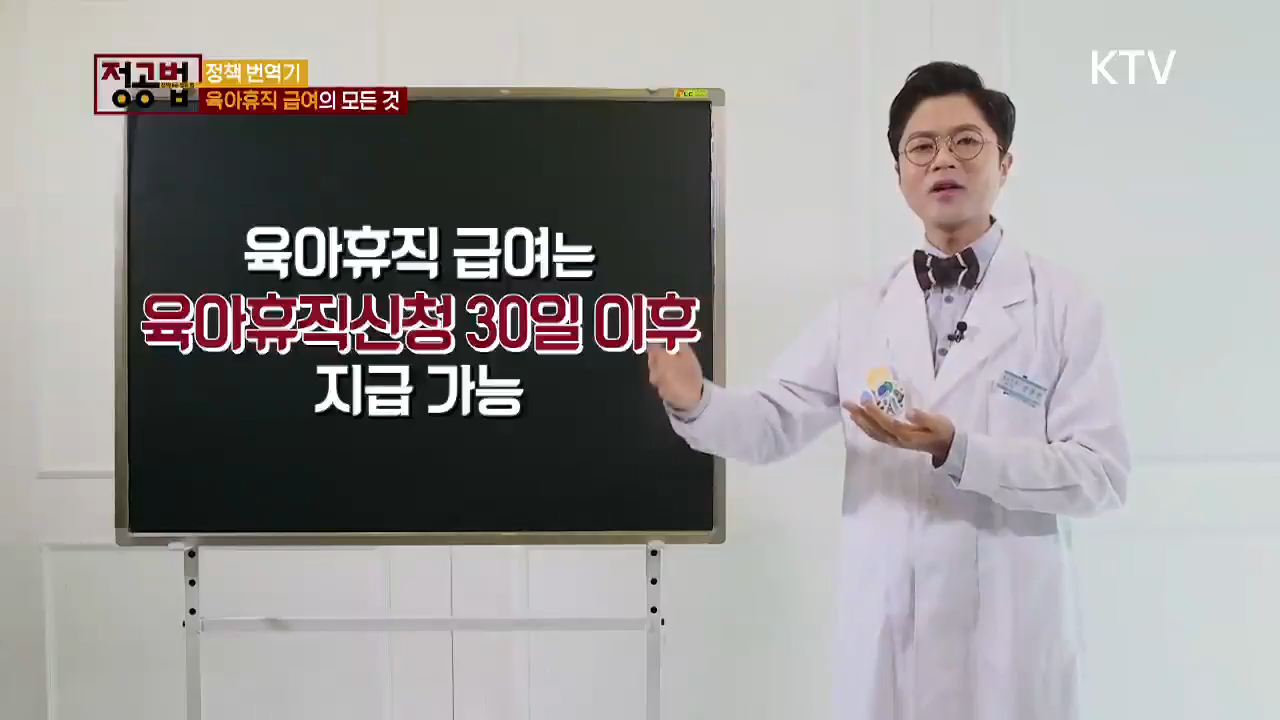 정공법
정책 번역기
육아휴직 급여의 모든 것
KTV
육아휴직 급여는
육아휴직신청 30일 이후
지급 가능